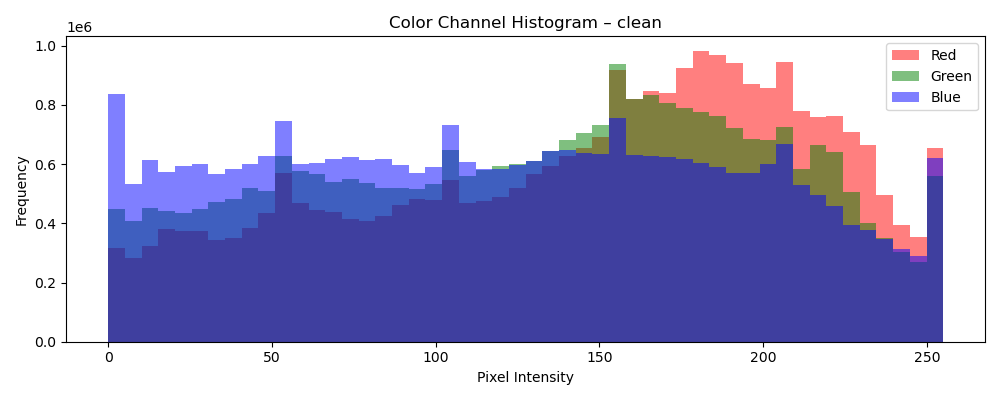 Color Channel Histogram – clean
1e6
Red
Green
Blue
1.0
0.8
0.6
0.4
0.2
0.0
Frequency
0 50 100 150 200 250
Pixel Intensity